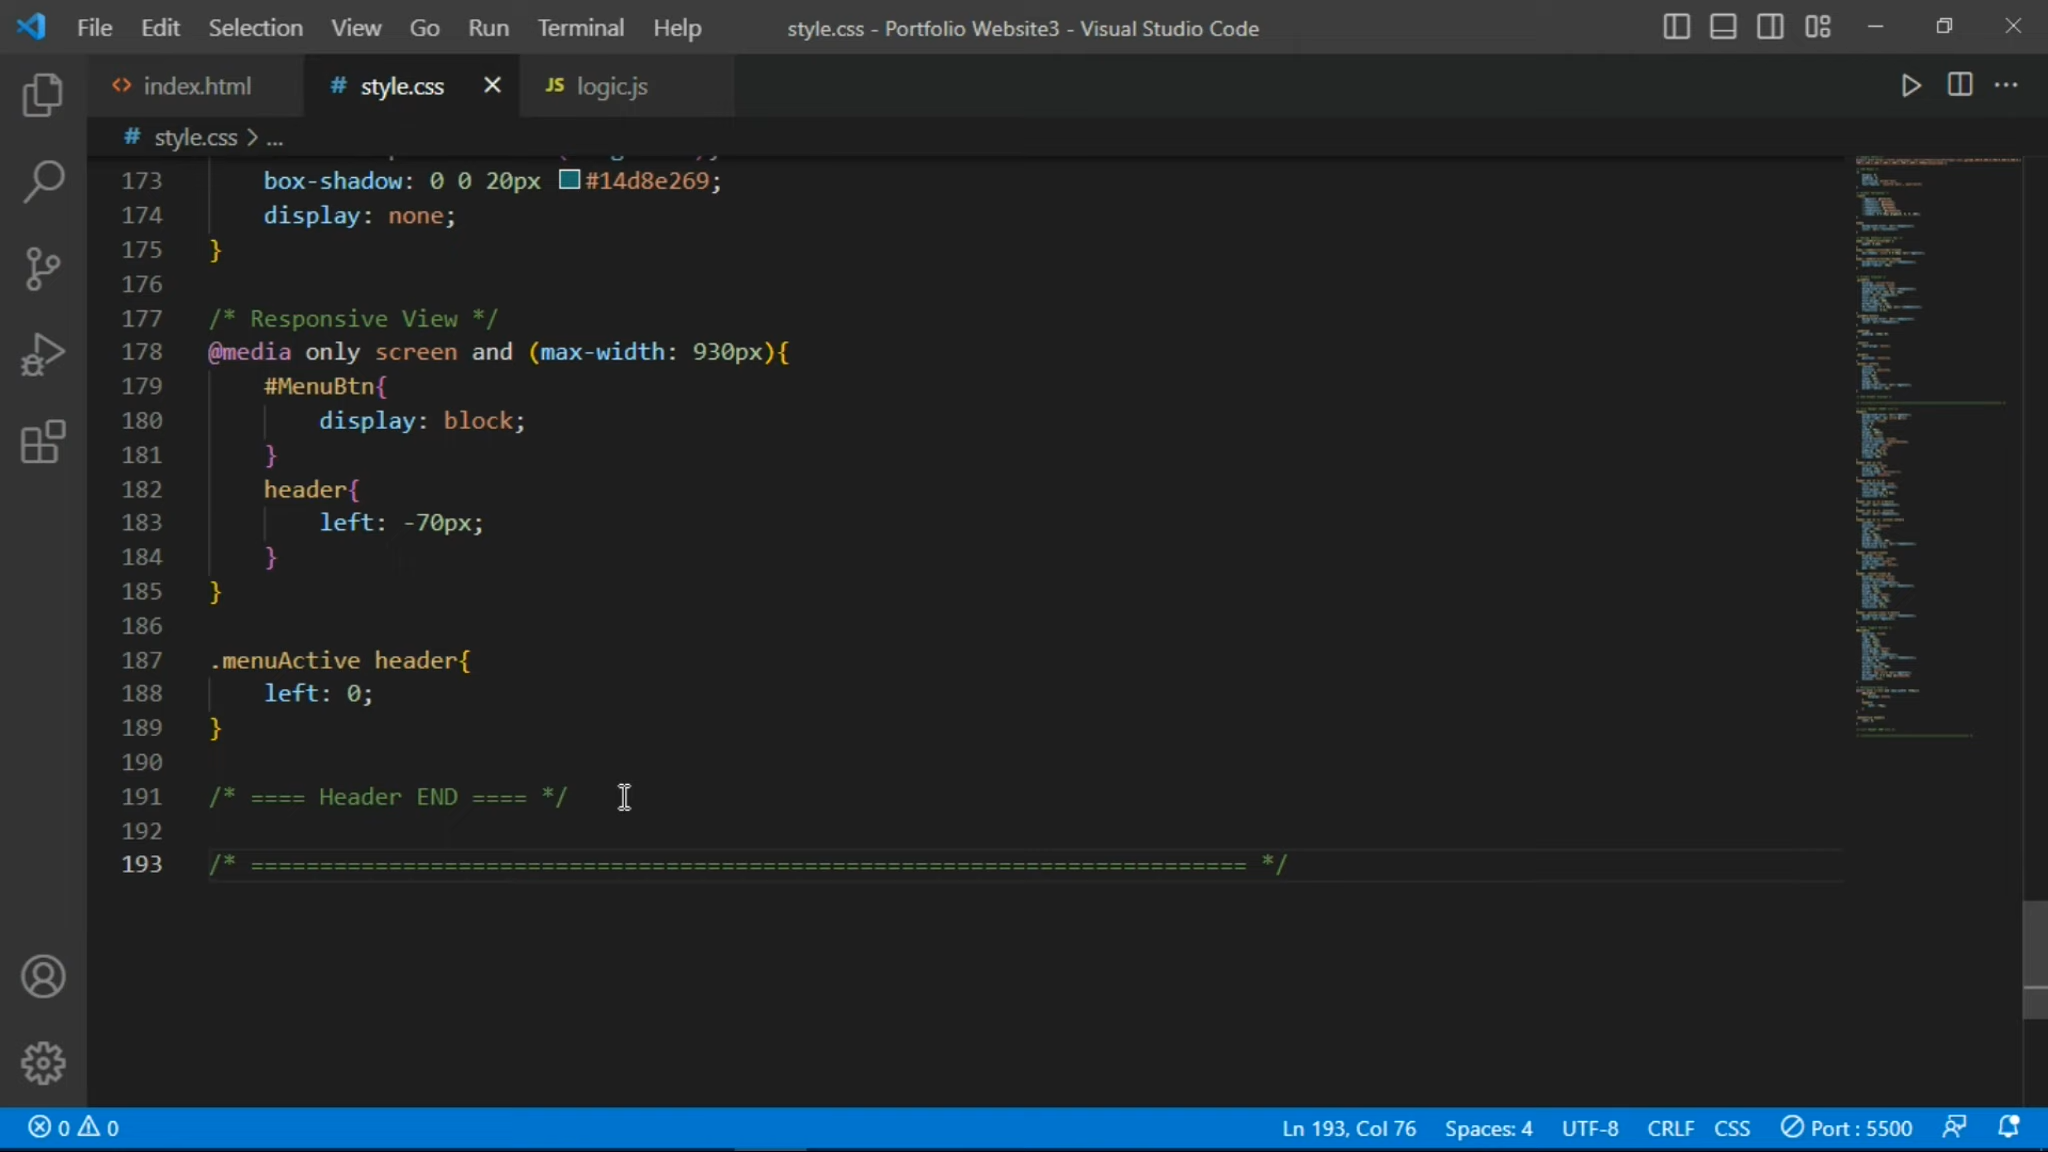 File Edit Selection View Go Run Terminal Help style.css - Portfolio Website3 - Visual Studio Code
<> index.html # style.css JS logic.js
# style.css > ...
173 box-shadow: 0 0 20px #14d8e269;
174 display: none;
175 }
176
177 /* Responsive View */
178 @media only screen and (max-width: 930px){
179 #MenuBtn{
180 display: block;
181 }
182 header{
183 left: -70px;
184 }
185 }
186
187 .menuActive header{
188 left: 0;
189 }
190
191 /* ==== Header END ==== */
192
193 /* ======================================================================== */
0 0 Ln 193, Col 76 Spaces: 4 UTF-8 CRLF CSS Port : 5500